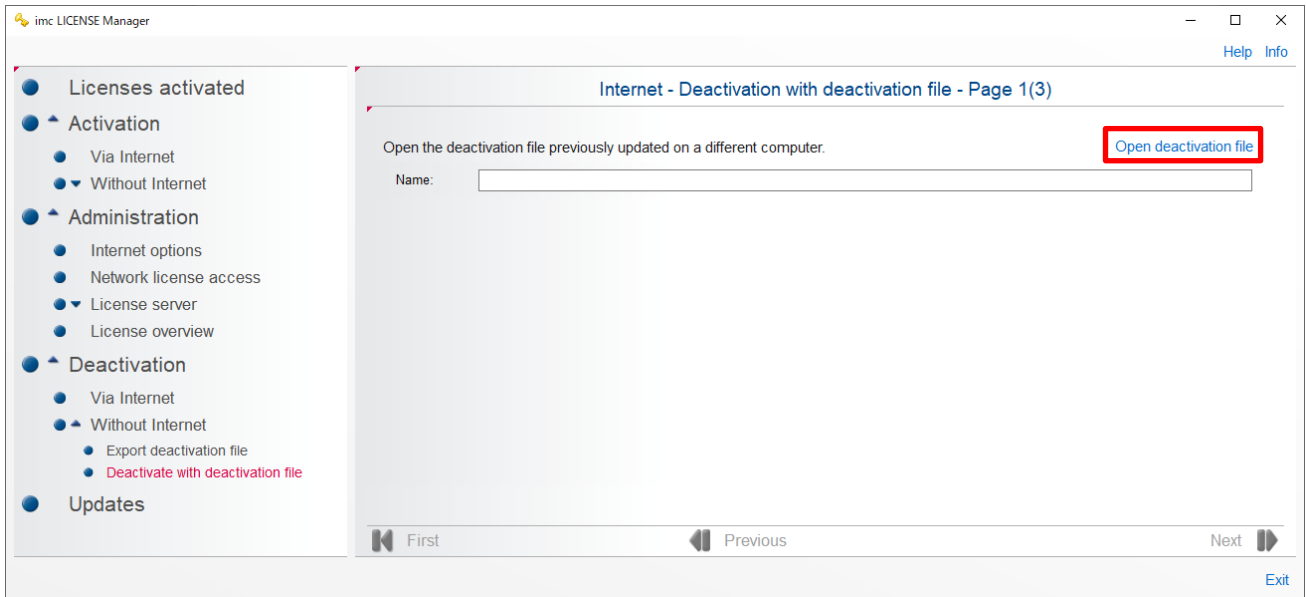 imc LICENSE Manager
Help Info
Licenses activated
Activation
Via Internet
Without Internet
Administration
Internet options
Network license access
License server
License overview
Deactivation
Via Internet
Without Internet
Export deactivation file
Deactivate with deactivation file
Updates
Internet - Deactivation with deactivation file - Page 1(3)
Open the deactivation file previously updated on a different computer.
Open deactivation file
Name:
First
Previous
Next
Exit